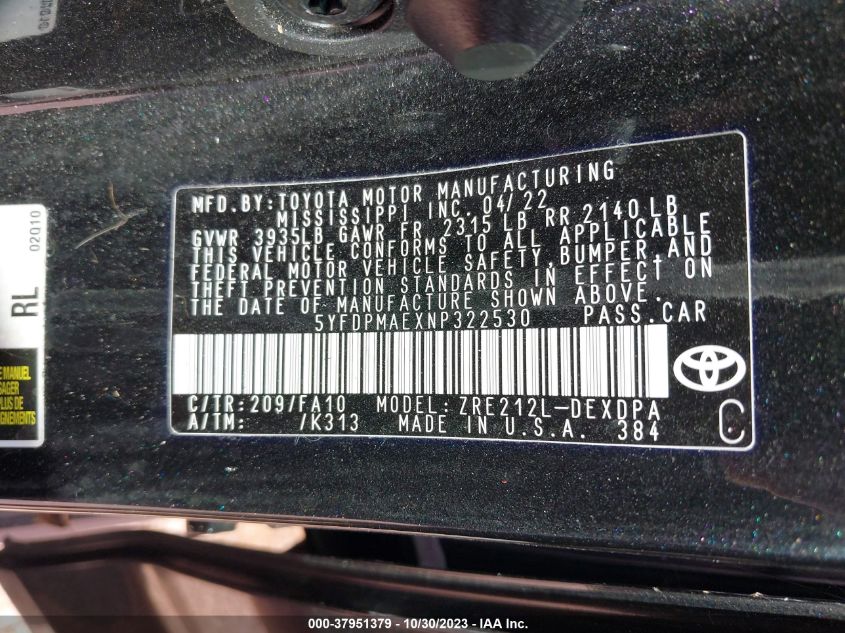 MFD. BY: TOYOTA MOTOR MANUFACTURING
MISSISSIPPI INC. 04/22
GVWR 3935LB GAWR FR 2315 LB RR 2140 LB
THIS VEHICLE CONFORMS TO ALL APPLICABLE
FEDERAL MOTOR VEHICLE SAFETY, BUMPER, AND
THEFT PREVENTION STANDARDS IN EFFECT ON
THE DATE OF MANUFACTURE SHOWN ABOVE.
5YFDPMAEXNP322530 PASS. CAR
C/TR: 209/FA10 MODEL: ZRE212L-DEXDPA
A/TM: /K313 MADE IN U.S.A. 384
C
02Q10
RL
MANUEL
000-37951379 - 10/30/2023 - © IAA.